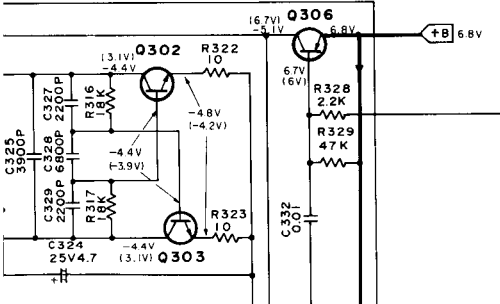 Q306
(6.7V)
-5.1V
6.8V
+B
6.8V
Q302
R322
10
(3.1V)
-4.4V
6.7V
(6V)
C327
2200P
R316
18K
-4.8V
(-4.2V)
R328
2.2K
R329
47K
C325
3900P
C328
6800P
-4.4V
(-3.9V)
C329
2200P
R317
18K
R323
10
C332
0.01
C324
25V4.7
+
-4.4V
(3.1V)
Q303